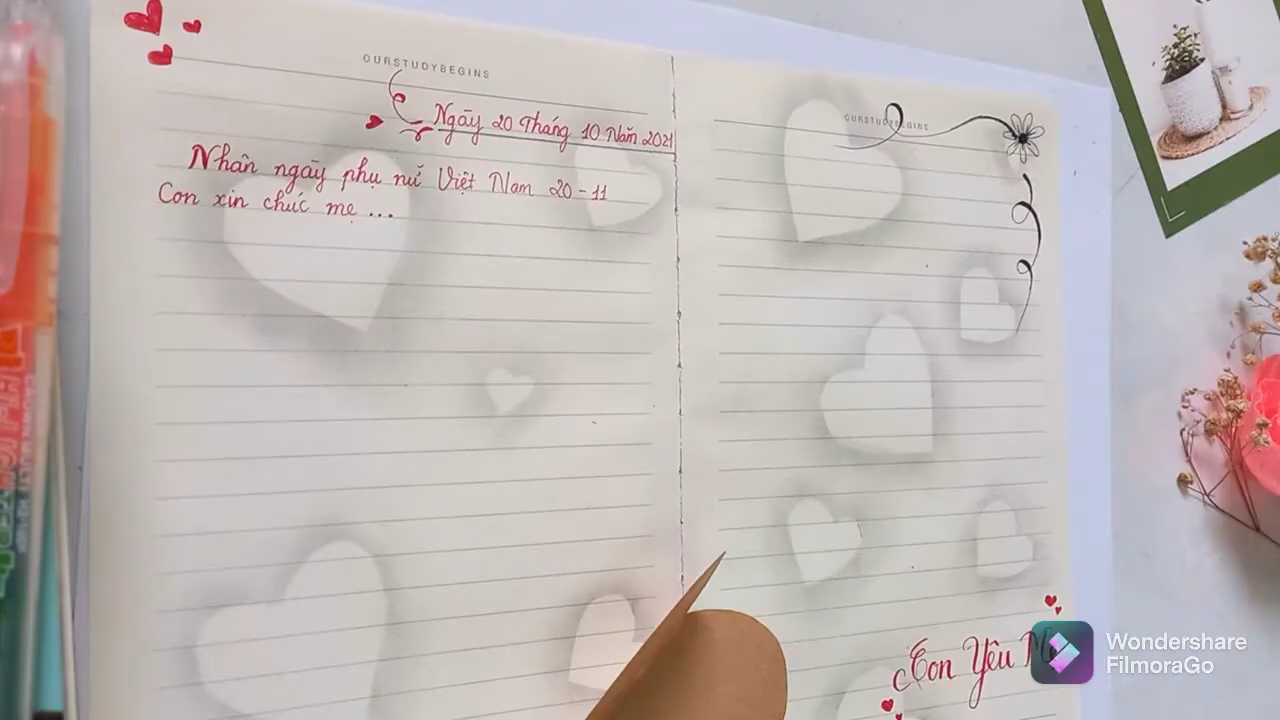 OURSTUDYBEGINS
Ngày 20 Tháng 10 Năm 2021
Nhân ngày phụ nữ Việt Nam 20-11
Con xin chúc mẹ ...
OURSTUDYBEGINS
Con Yêu
Wondershare
FilmoraGo